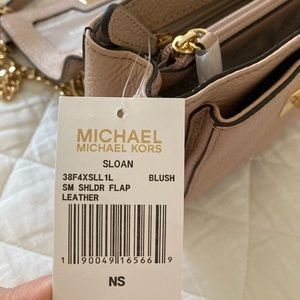 MICHAEL
MICHAEL KORS
SLOAN
38F4XSLL1L BLUSH
SM SHLDR FLAP
LEATHER
1 90049 16566 9
NS